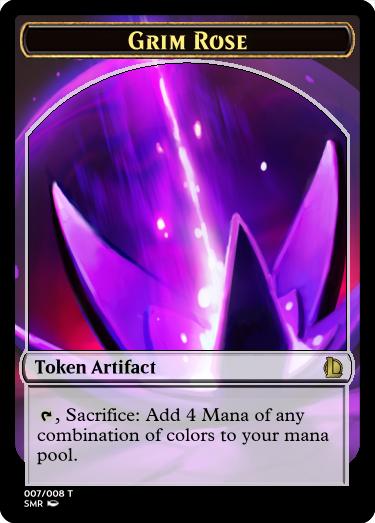 Grim Rose
Token Artifact
, Sacrifice: Add 4 Mana of any
combination of colors to your mana
pool.
007/008 T
SMR